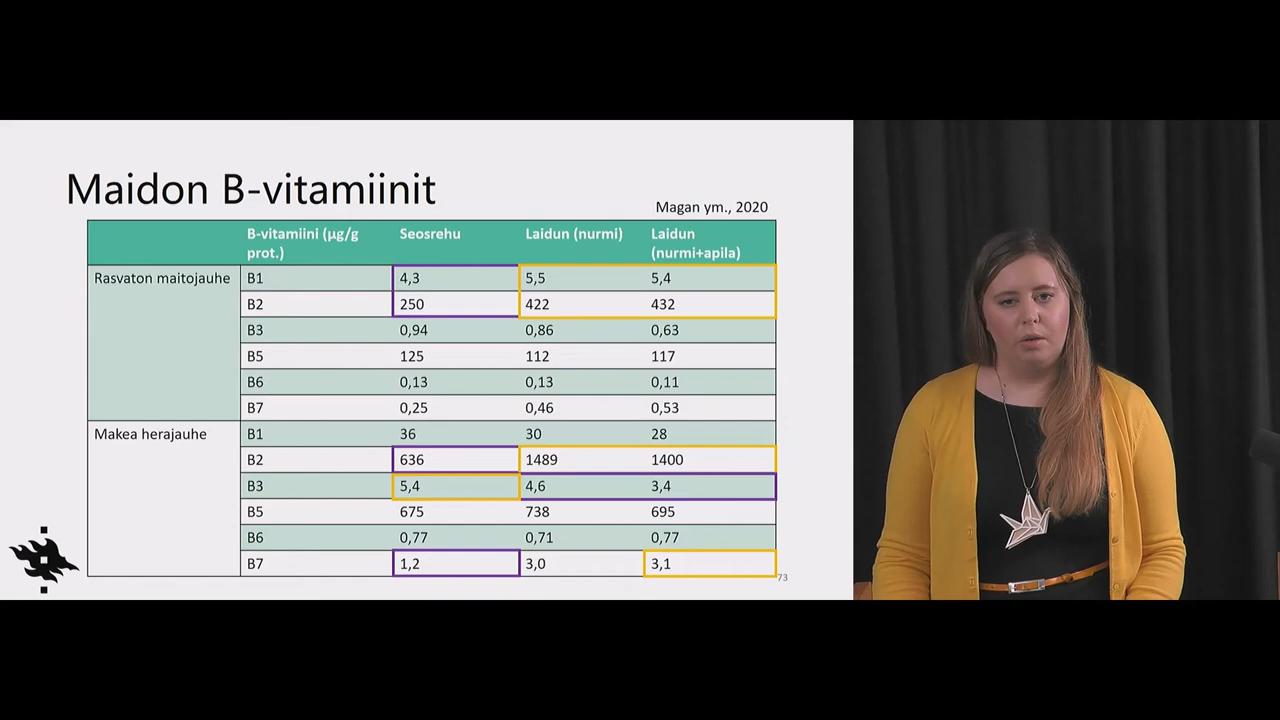 Maidon B-vitamiinit
Magan ym., 2020
B-vitamiini (µg/g prot.) Seosrehu Laidun (nurmi) Laidun (nurmi+apila)
Rasvaton maitojauhe B1 4,3 5,5 5,4
B2 250 422 432
B3 0,94 0,86 0,63
B5 125 112 117
B6 0,13 0,13 0,11
B7 0,25 0,46 0,53
Makea herajauhe B1 36 30 28
B2 636 1489 1400
B3 5,4 4,6 3,4
B5 675 738 695
B6 0,77 0,71 0,77
B7 1,2 3,0 3,1
73